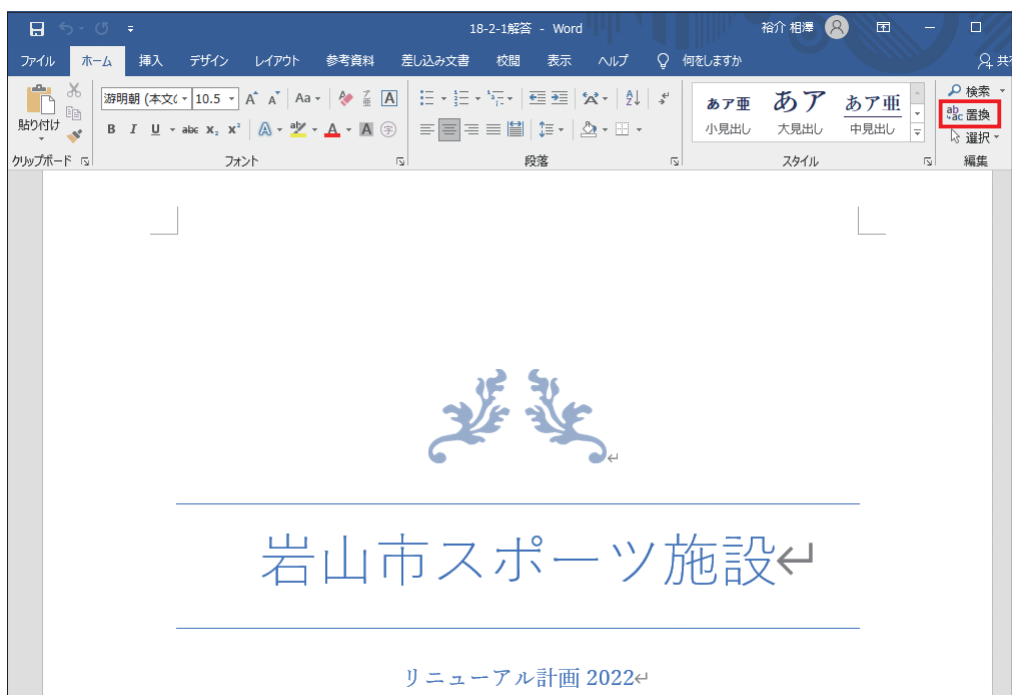 18-2-1解答 - Word 裕介 相澤
ファイル ホーム 挿入 デザイン レイアウト 参考資料 差し込み文書 校閲 表示 ヘルプ 何をしますか 共有
貼り付け 游明朝 (本文の 10.5 A A Aa ア亜 A あア亜 あア あア亜 検索
B I U abc X₂ X² A aby A A 字 小見出し 大見出し 中見出し 置換
選択
クリップボード フォント 段落 スタイル 編集
岩山市スポーツ施設↵
リニューアル計画 2022↵